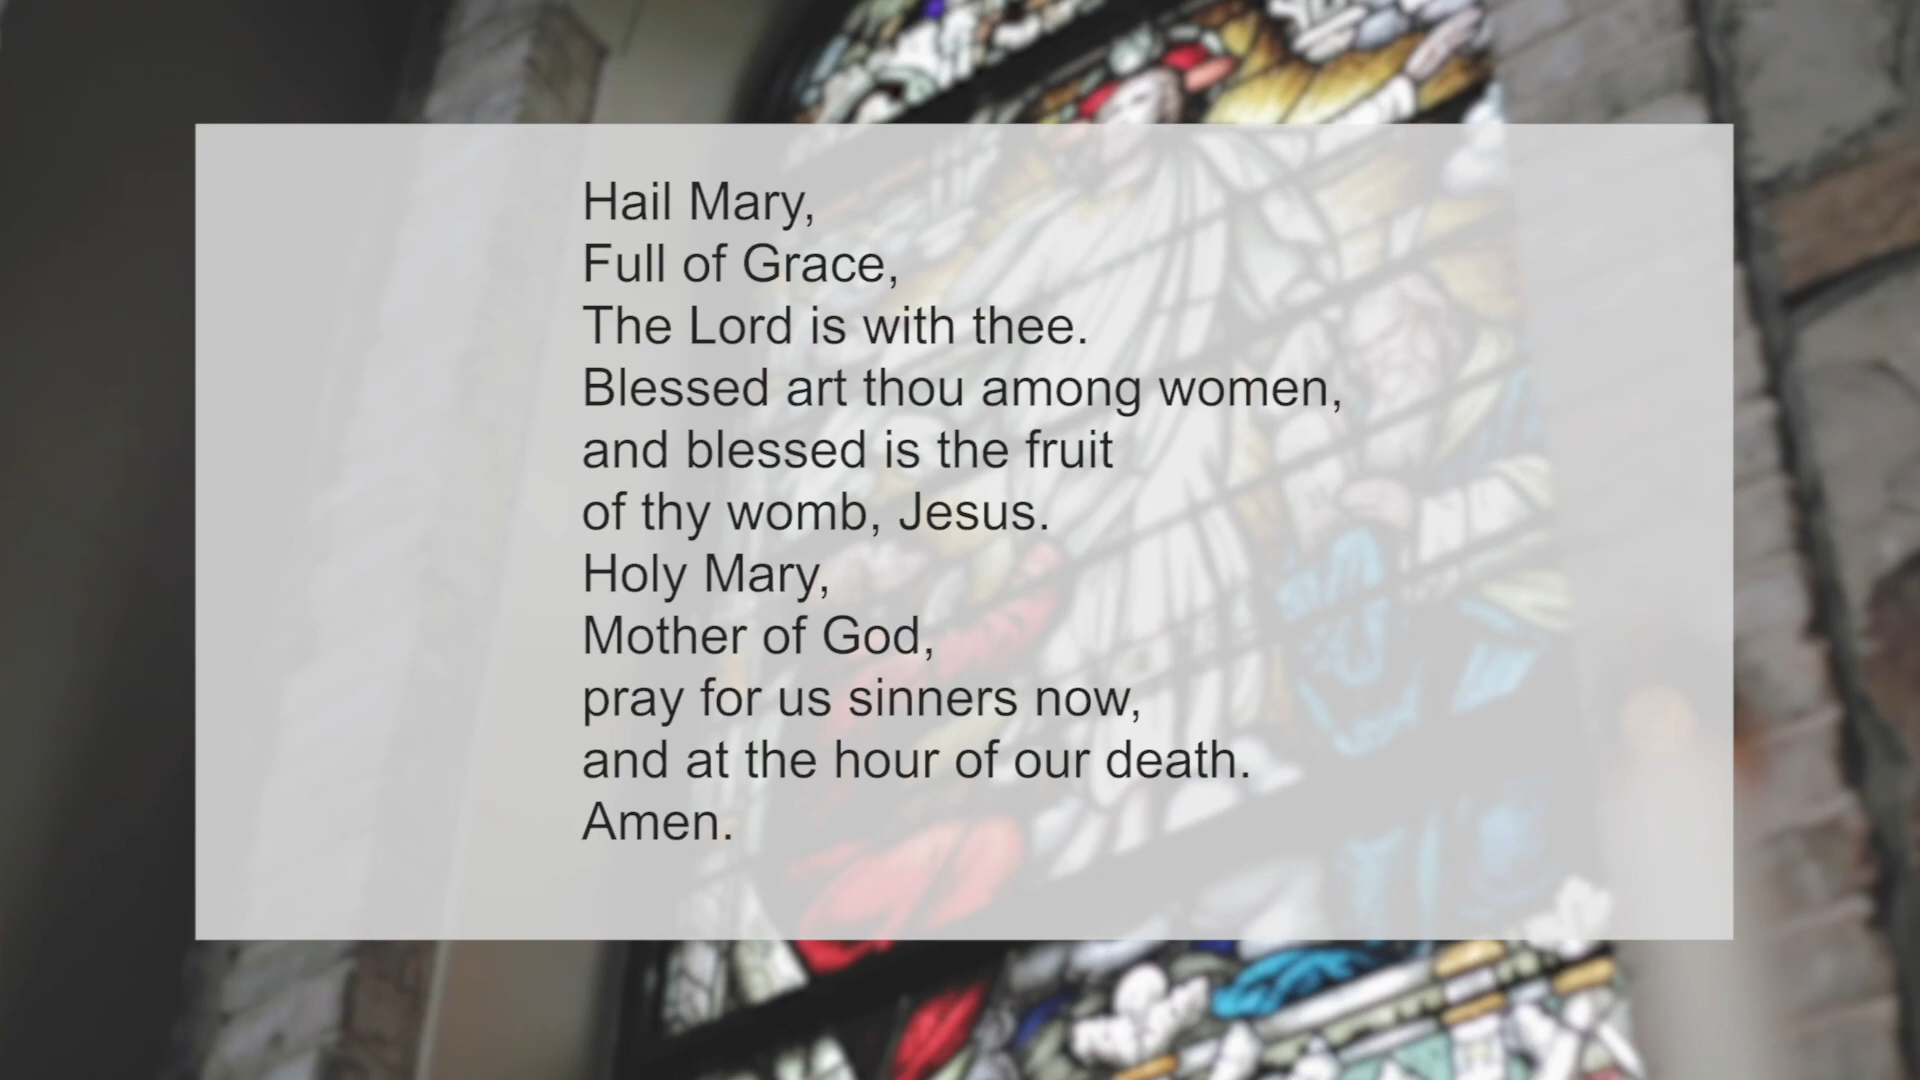 Hail Mary,
Full of Grace,
The Lord is with thee.
Blessed art thou among women,
and blessed is the fruit
of thy womb, Jesus.
Holy Mary,
Mother of God,
pray for us sinners now,
and at the hour of our death.
Amen.